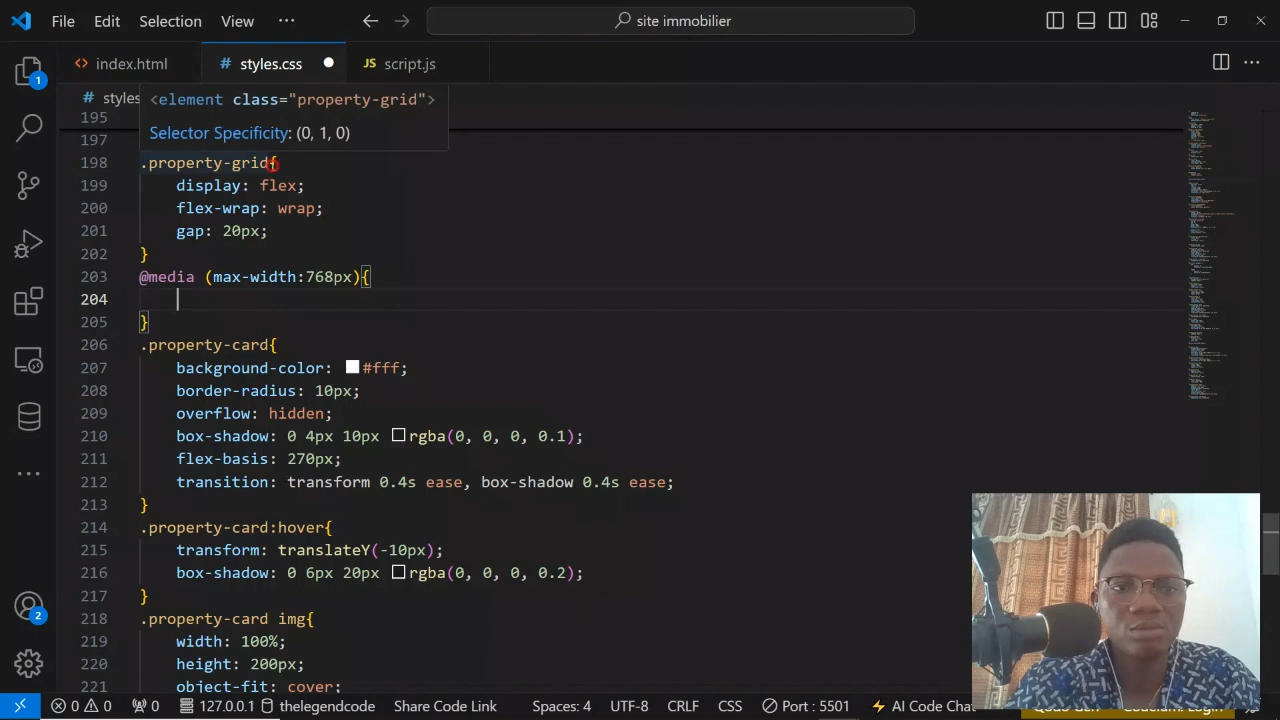 File Edit Selection View ··· site immobilier
index.html # styles.css JS script.js
# styles
<element class="property-grid">
Selector Specificity: (0, 1, 0)
195
197
198 .property-grid{
199 display: flex;
200 flex-wrap: wrap;
201 gap: 20px;
202 }
203 @media (max-width:768px){
204
205 }
206 .property-card{
207 background-color: #fff;
208 border-radius: 10px;
209 overflow: hidden;
210 box-shadow: 0 4px 10px rgba(0, 0, 0, 0.1);
211 flex-basis: 270px;
212 transition: transform 0.4s ease, box-shadow 0.4s ease;
213 }
214 .property-card:hover{
215 transform: translateY(-10px);
216 box-shadow: 0 6px 20px rgba(0, 0, 0, 0.2);
217 }
218 .property-card img{
219 width: 100%;
220 height: 200px;
221 object-fit: cover;
1
2
0 0 0 127.0.0.1 thelegendcode Share Code Link Spaces: 4 UTF-8 CRLF CSS Port : 5501 AI Code Chat